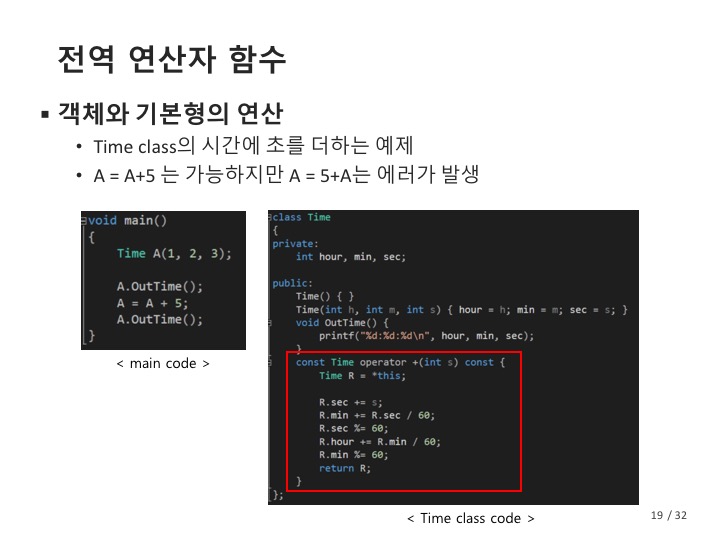 전역 연산자 함수
▪ 객체와 기본형의 연산
• Time class의 시간에 초를 더하는 예제
• A = A+5 는 가능하지만 A = 5+A는 에러가 발생
void main()
{
Time A(1, 2, 3);
A.OutTime();
A = A + 5;
A.OutTime();
}
< main code >
class Time
{
private:
int hour, min, sec;
public:
Time() { }
Time(int h, int m, int s) { hour = h; min = m; sec = s; }
void OutTime() {
printf("%d:%d:%d\n", hour, min, sec);
}
const Time operator +(int s) const {
Time R = *this;
R.sec += s;
R.min += R.sec / 60;
R.sec %= 60;
R.hour += R.min / 60;
R.min %= 60;
return R;
}
};
< Time class code >
19 / 32